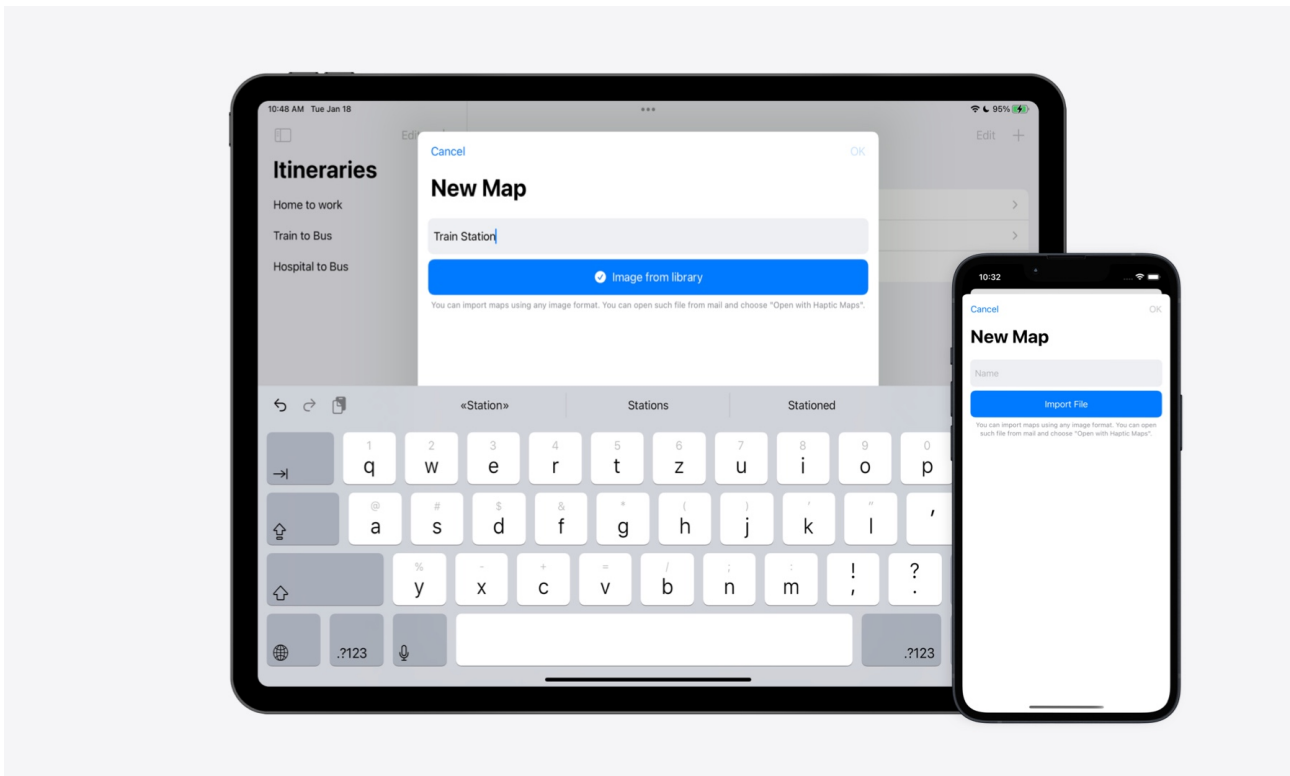 10:48 AM Tue Jan 18
95%
Edit
Edit
Itineraries
Home to work
Train to Bus
Hospital to Bus
Cancel
OK
New Map
Train Station
Image from library
You can import maps using any image format. You can open such file from mail and choose "Open with Haptic Maps".
«Station»
Stations
Stationed
1 2 3 4 5 6 7 8 9 0
q w e r t z u i o p
@ # $ & * ( ) ' "
a s d f g h j k l '
% - + = / ; :
y x c v b n m ! , ? .
.?123
.?123
10:32
Cancel
OK
New Map
Name
Import File
You can import maps using any image format. You can open
such file from mail and choose "Open with Haptic Maps".